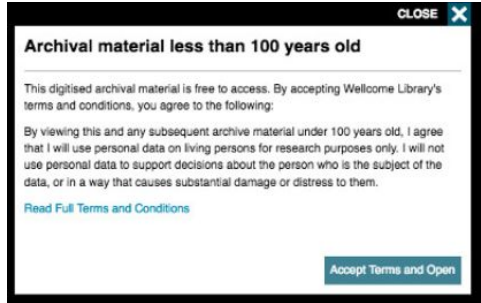 CLOSE X
Archival material less than 100 years old
This digitised archival material is free to access. By accepting Wellcome Library's
terms and conditions, you agree to the following:
By viewing this and any subsequent archive material under 100 years old, I agree
that I will use personal data on living persons for research purposes only. I will not
use personal data to support decisions about the person who is the subject of the
data, or in a way that causes substantial damage or distress to them.
Read Full Terms and Conditions
Accept Terms and Open